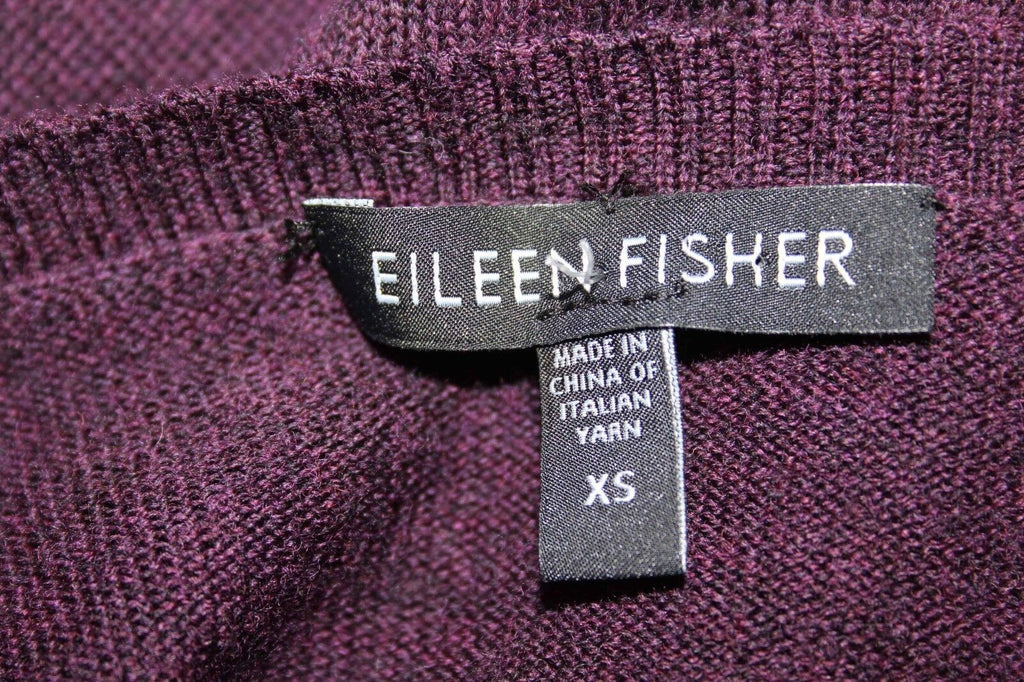 EILEEN FISHER
MADE IN
CHINA OF
ITALIAN
YARN
XS